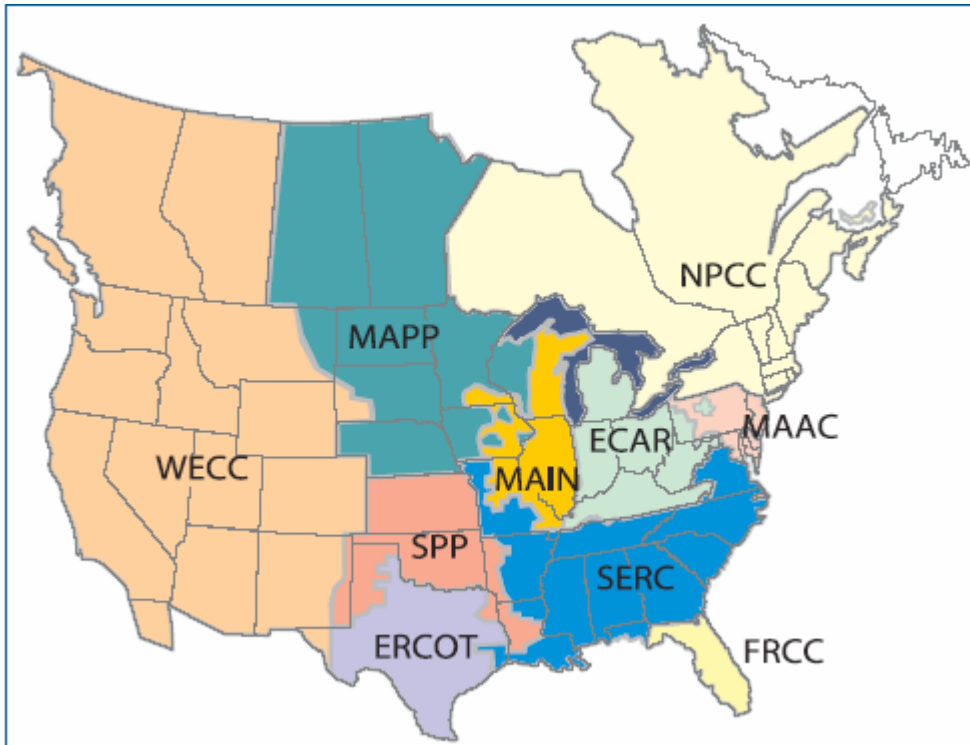 NPCC
MAPP
MAAC
ECAR
WECC
MAIN
SPP
SERC
ERCOT
FRCC